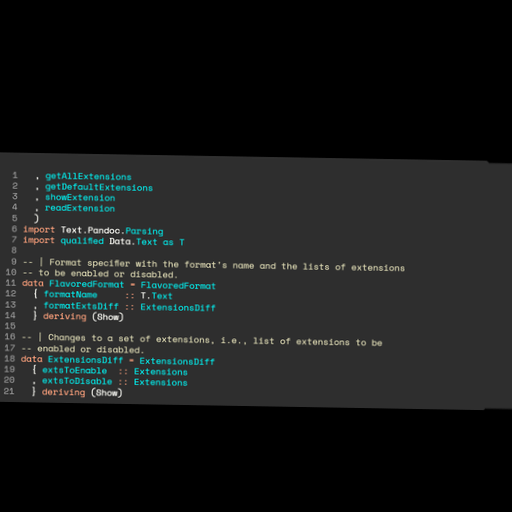 1   , getAllExtensions
2   , getDefaultExtensions
3   , showExtension
4   , readExtension
5   )
6 import Text.Pandoc.Parsing
7 import qualified Data.Text as T
8
9 -- | Format specifier with the format's name and the lists of extensions
10 -- to be enabled or disabled.
11 data FlavoredFormat = FlavoredFormat
12   { formatName     :: T.Text
13   , formatExtsDiff :: ExtensionsDiff
14   } deriving (Show)
15
16 -- | Changes to a set of extensions, i.e., list of extensions to be
17 -- enabled or disabled.
18 data ExtensionsDiff = ExtensionsDiff
19   { extsToEnable  :: Extensions
20   , extsToDisable :: Extensions
21   } deriving (Show)